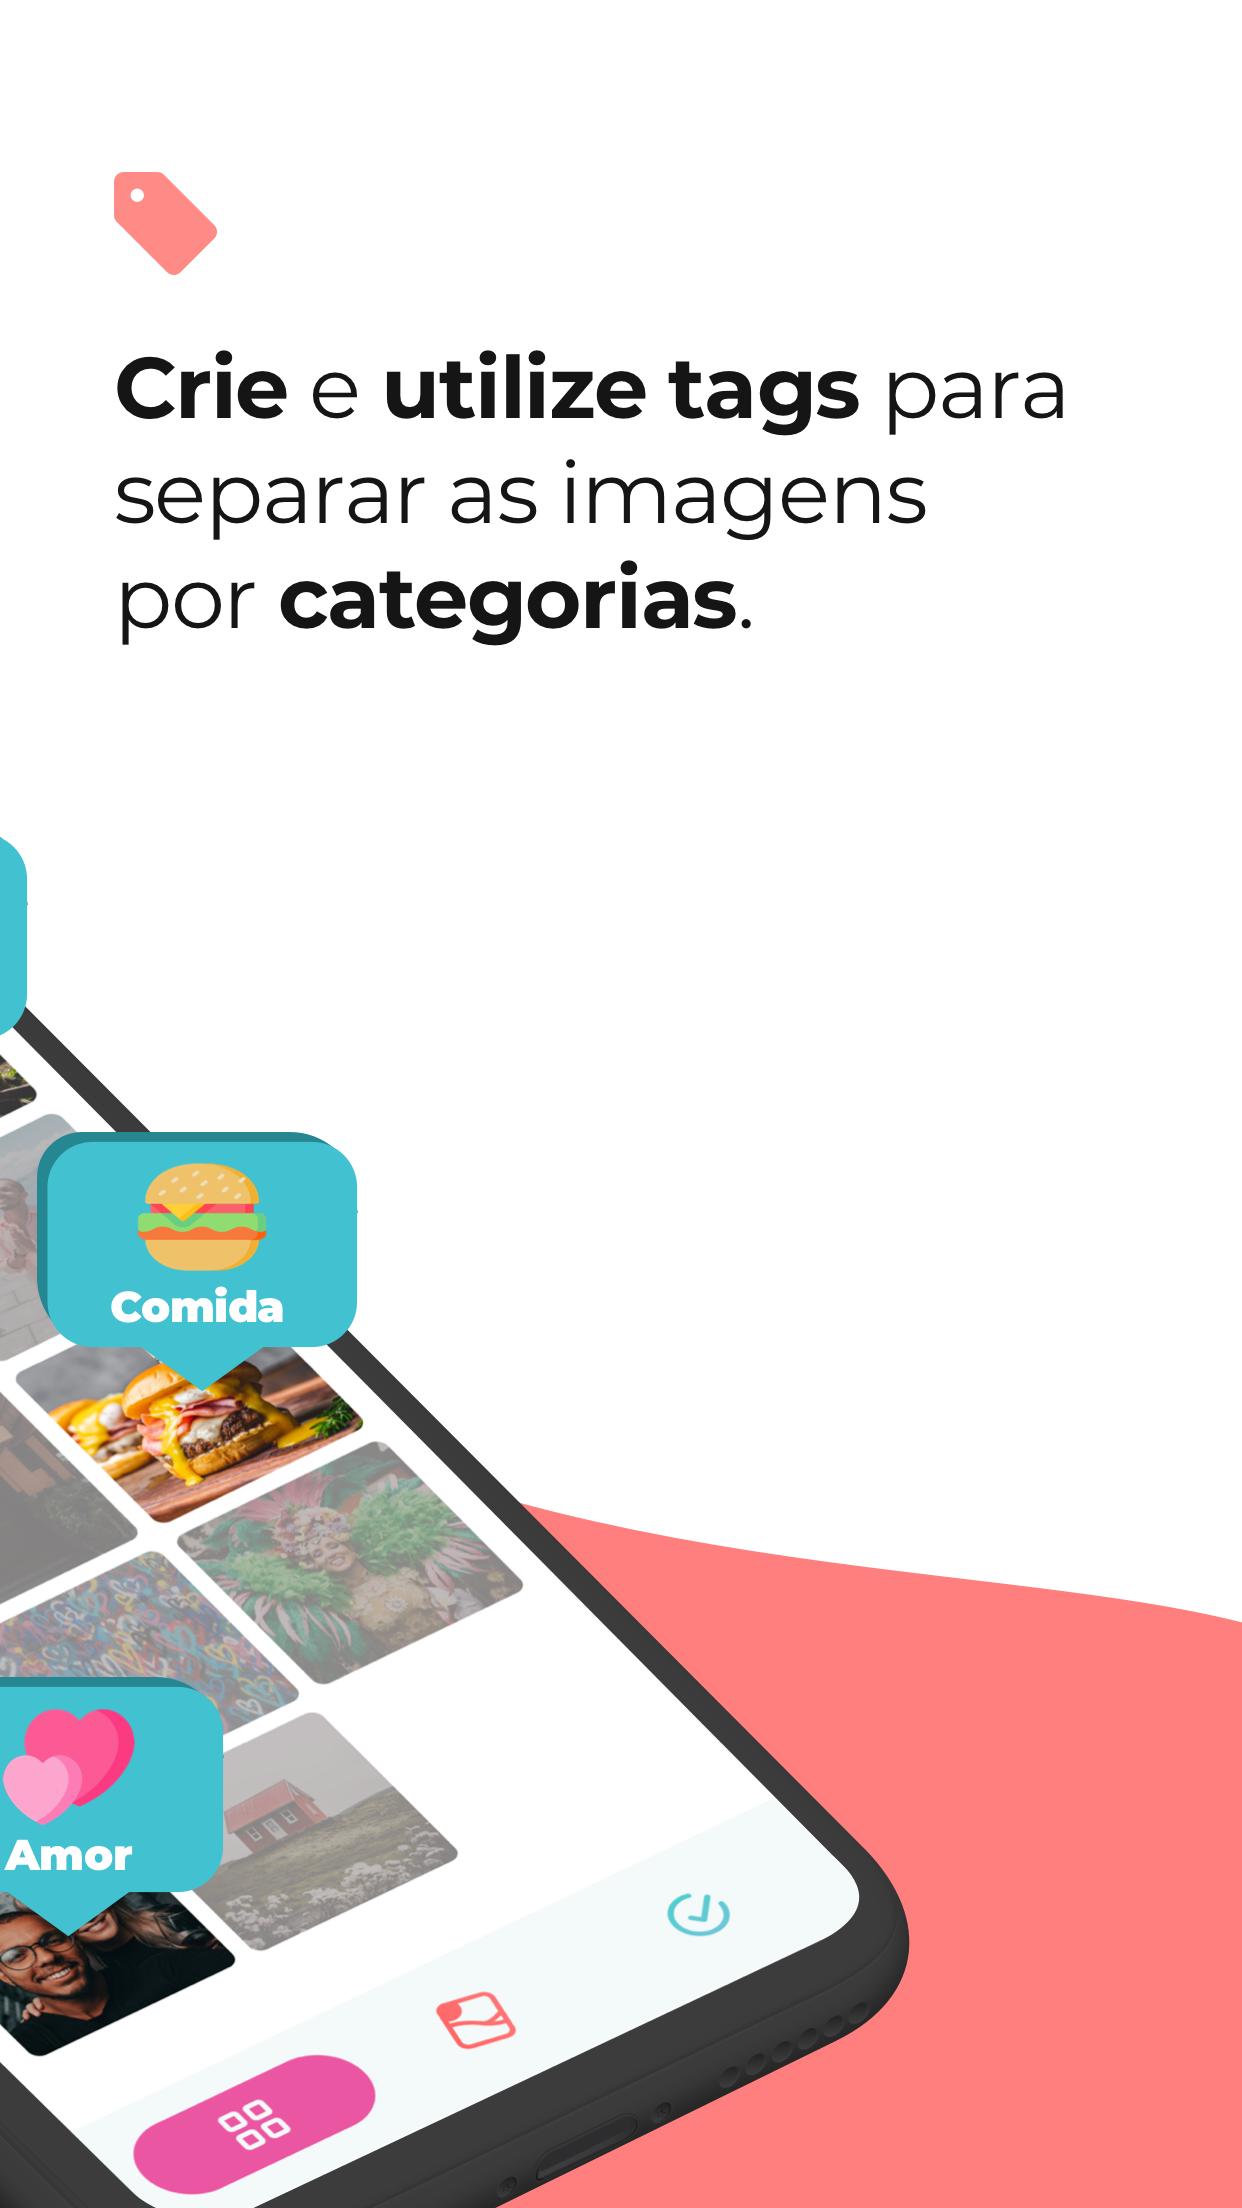 Crie e utilize tags para
separar as imagens
por categorias.
Comida
Amor